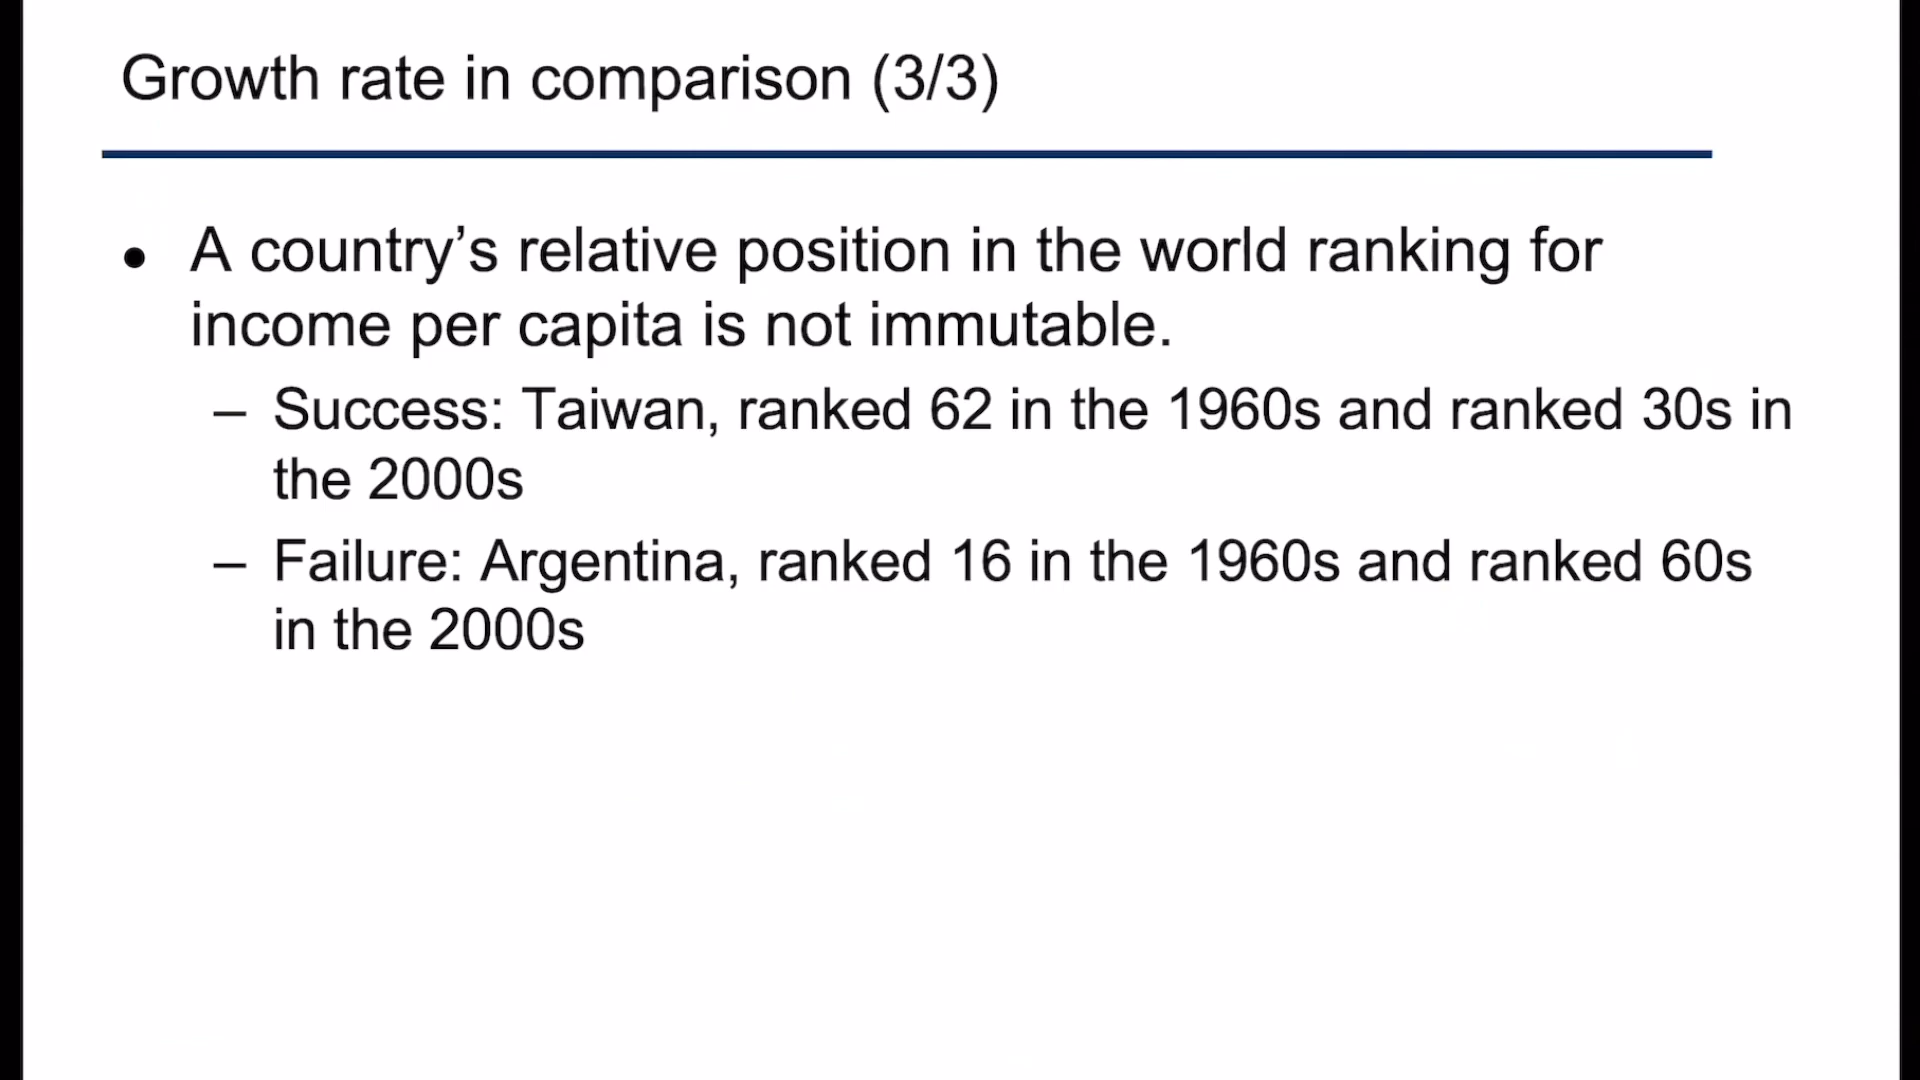 Growth rate in comparison (3/3)
● A country’s relative position in the world ranking for
income per capita is not immutable.
– Success: Taiwan, ranked 62 in the 1960s and ranked 30s in
the 2000s
– Failure: Argentina, ranked 16 in the 1960s and ranked 60s
in the 2000s